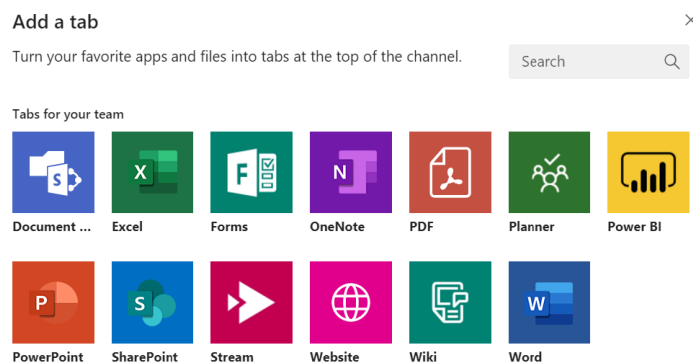 Add a tab
Turn your favorite apps and files into tabs at the top of the channel.
Search
Tabs for your team
Document ...
Excel
Forms
OneNote
PDF
Planner
Power BI
PowerPoint
SharePoint
Stream
Website
Wiki
Word